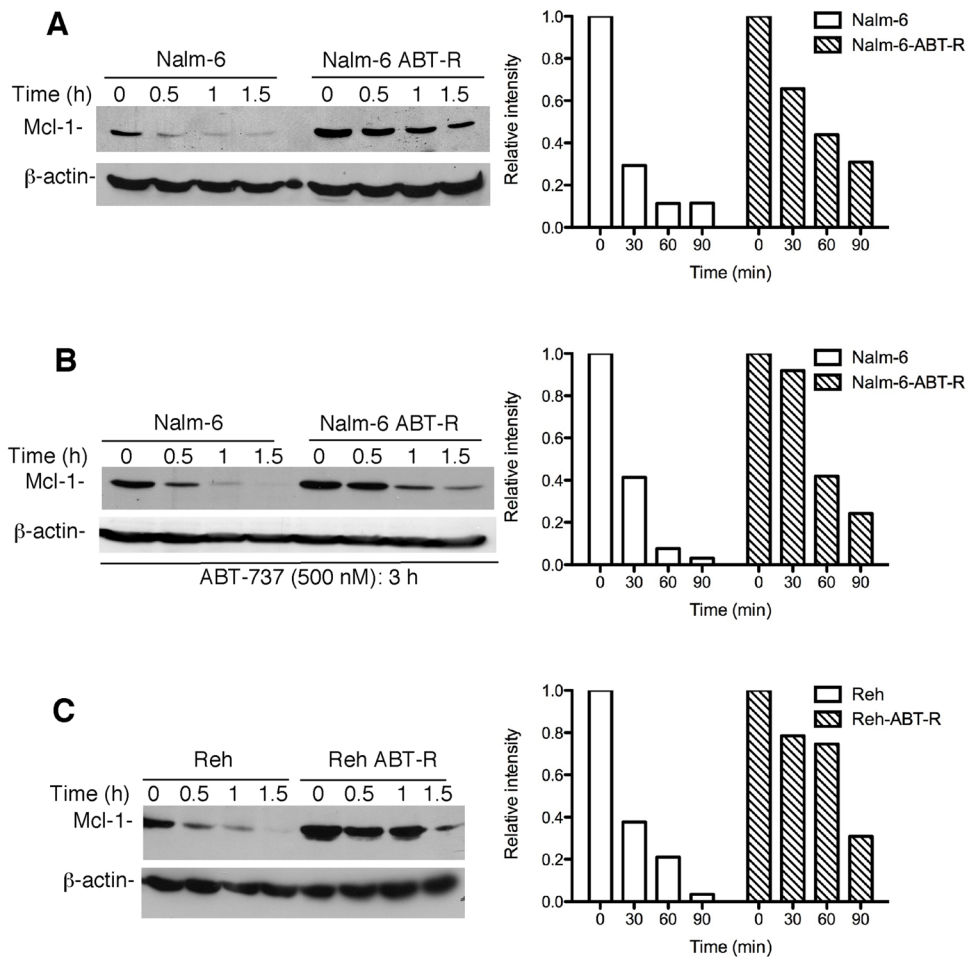 A
Nalm-6 Nalm-6 ABT-R
Time (h) 0 0.5 1 1.5 0 0.5 1 1.5
Mcl-1-
β-actin-
Relative intensity
1.0
0.8
0.6
0.4
0.2
0.0
0 30 60 90 0 30 60 90
Time (min)
Nalm-6
Nalm-6-ABT-R
B
Nalm-6 Nalm-6 ABT-R
Time (h) 0 0.5 1 1.5 0 0.5 1 1.5
Mcl-1-
β-actin-
ABT-737 (500 nM): 3 h
Relative intensity
1.0
0.8
0.6
0.4
0.2
0.0
0 30 60 90 0 30 60 90
Time (min)
Nalm-6
Nalm-6-ABT-R
C
Reh Reh ABT-R
Time (h) 0 0.5 1 1.5 0 0.5 1 1.5
Mcl-1-
β-actin-
Relative intensity
1.0
0.8
0.6
0.4
0.2
0.0
0 30 60 90 0 30 60 90
Time (min)
Reh
Reh-ABT-R